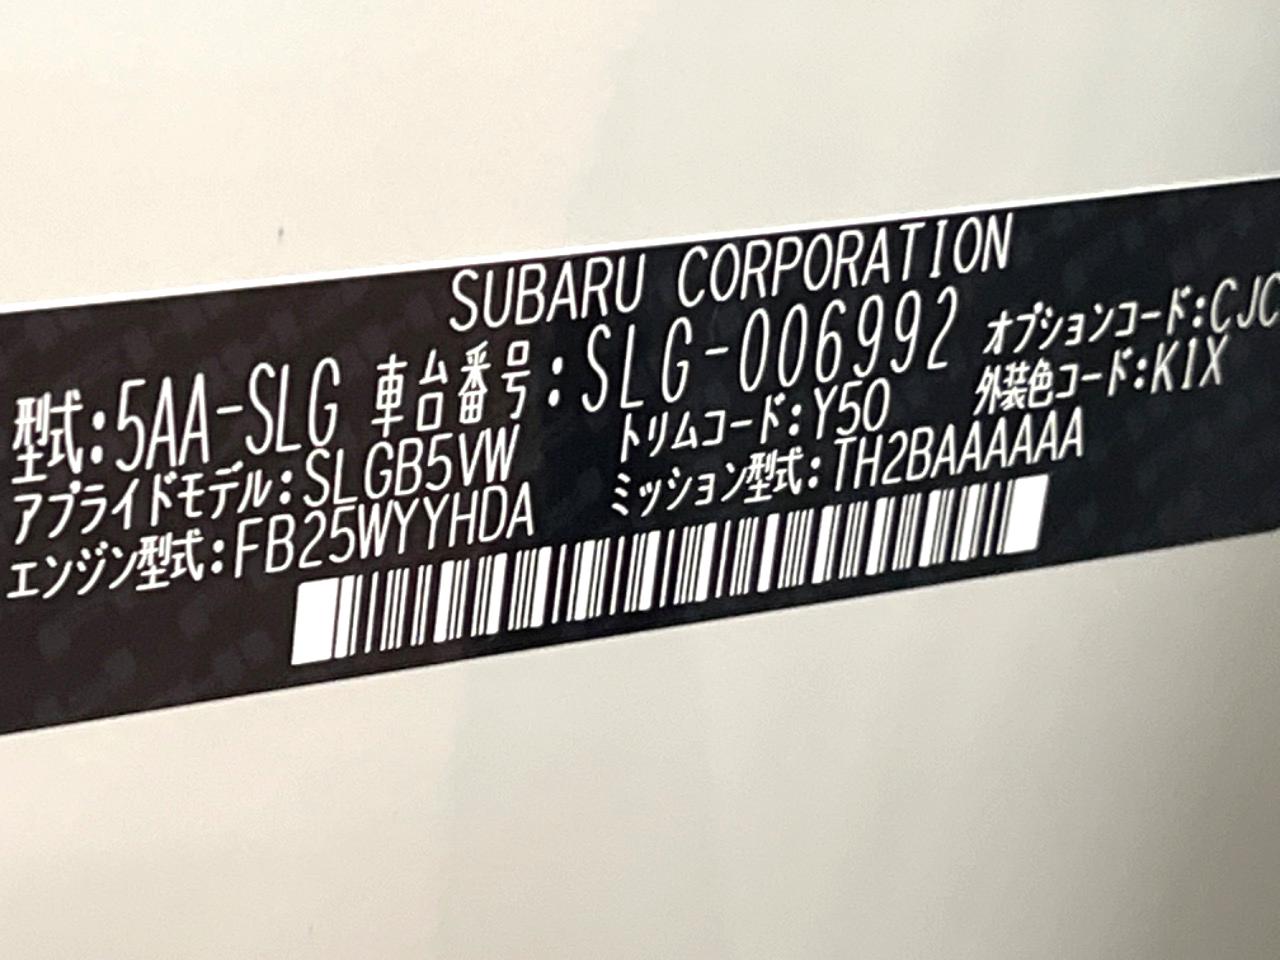 SUBARU CORPORATION
型式:5AA-SLG 車台番号:SLG-006992 オプションコード:CJC
アプライドモデル:SLGB5VW トリムコード:Y50 外装色コード:K1X
エンジン型式:FB25WYYHDA ミッション型式:TH2BAAAAAA